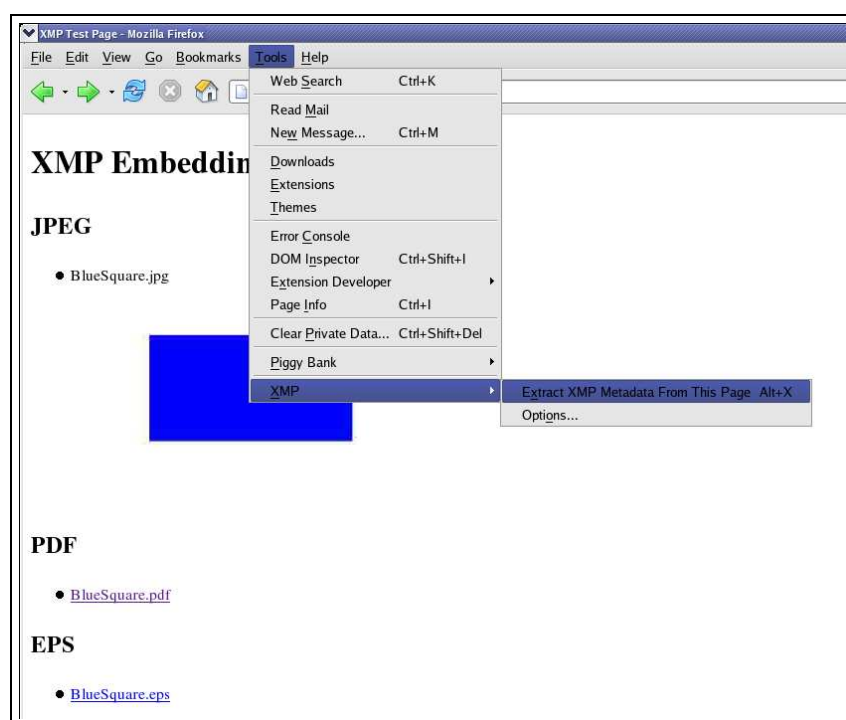 XMP Test Page - Mozilla Firefox
File Edit View Go Bookmarks Tools Help
Web Search Ctrl+K
Read Mail
New Message... Ctrl+M
Downloads
Extensions
Themes
Error Console
DOM Inspector Ctrl+Shift+I
Extension Developer
Page Info Ctrl+I
Clear Private Data... Ctrl+Shift+Del
Piggy Bank
XMP
Extract XMP Metadata From This Page Alt+X
Options...
XMP Embeddin
JPEG
BlueSquare.jpg
PDF
BlueSquare.pdf
EPS
BlueSquare.eps